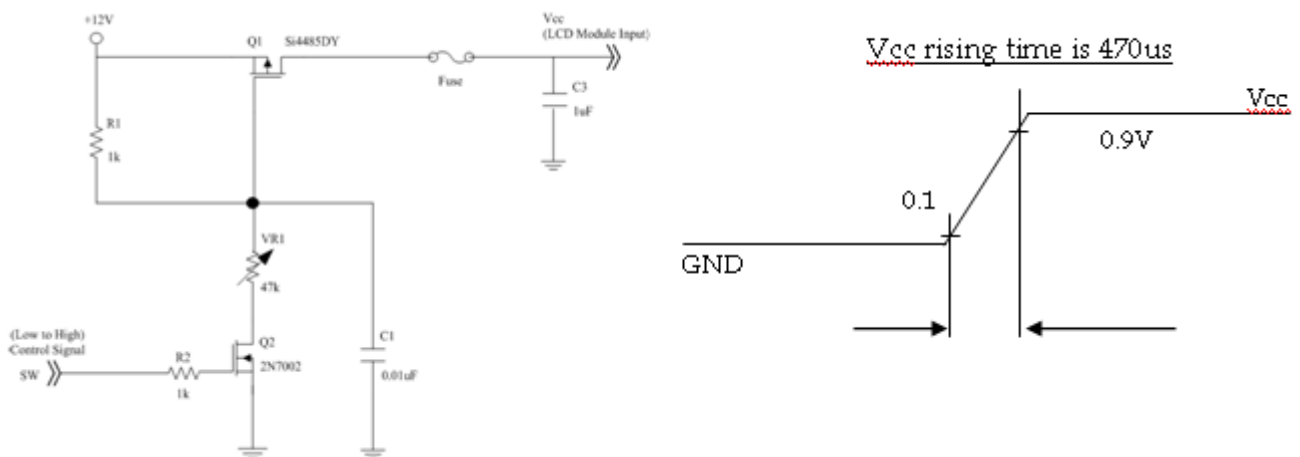 +12V
Q1
Si4485DY
Vcc
(LCD Module Input)
Fuse
C3
1uF
R1
1k
VR1
47k
(Low to High)
Control Signal
SW
R2
1k
Q2
2N7002
C1
0.01uF
Vcc rising time is 470us
Vcc
0.9V
0.1
GND